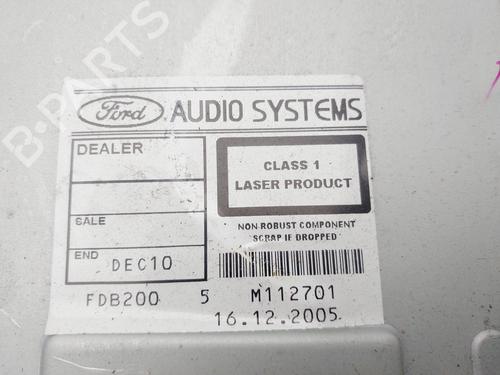 Ford AUDIO SYSTEMS
DEALER
CLASS 1
LASER PRODUCT
SALE
NON-ROBUST COMPONENT
SCRAP IF DROPPED
END DEC10
FDB200 5 M112701
16.12.2005
B-PARTS